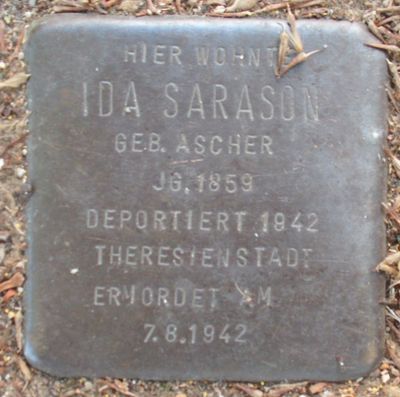 HIER WOHNTE
IDA SARASON
GEB. ASCHER
JG. 1859
DEPORTIERT 1942
THERESIENSTADT
ERMORDET AM
7.8.1942